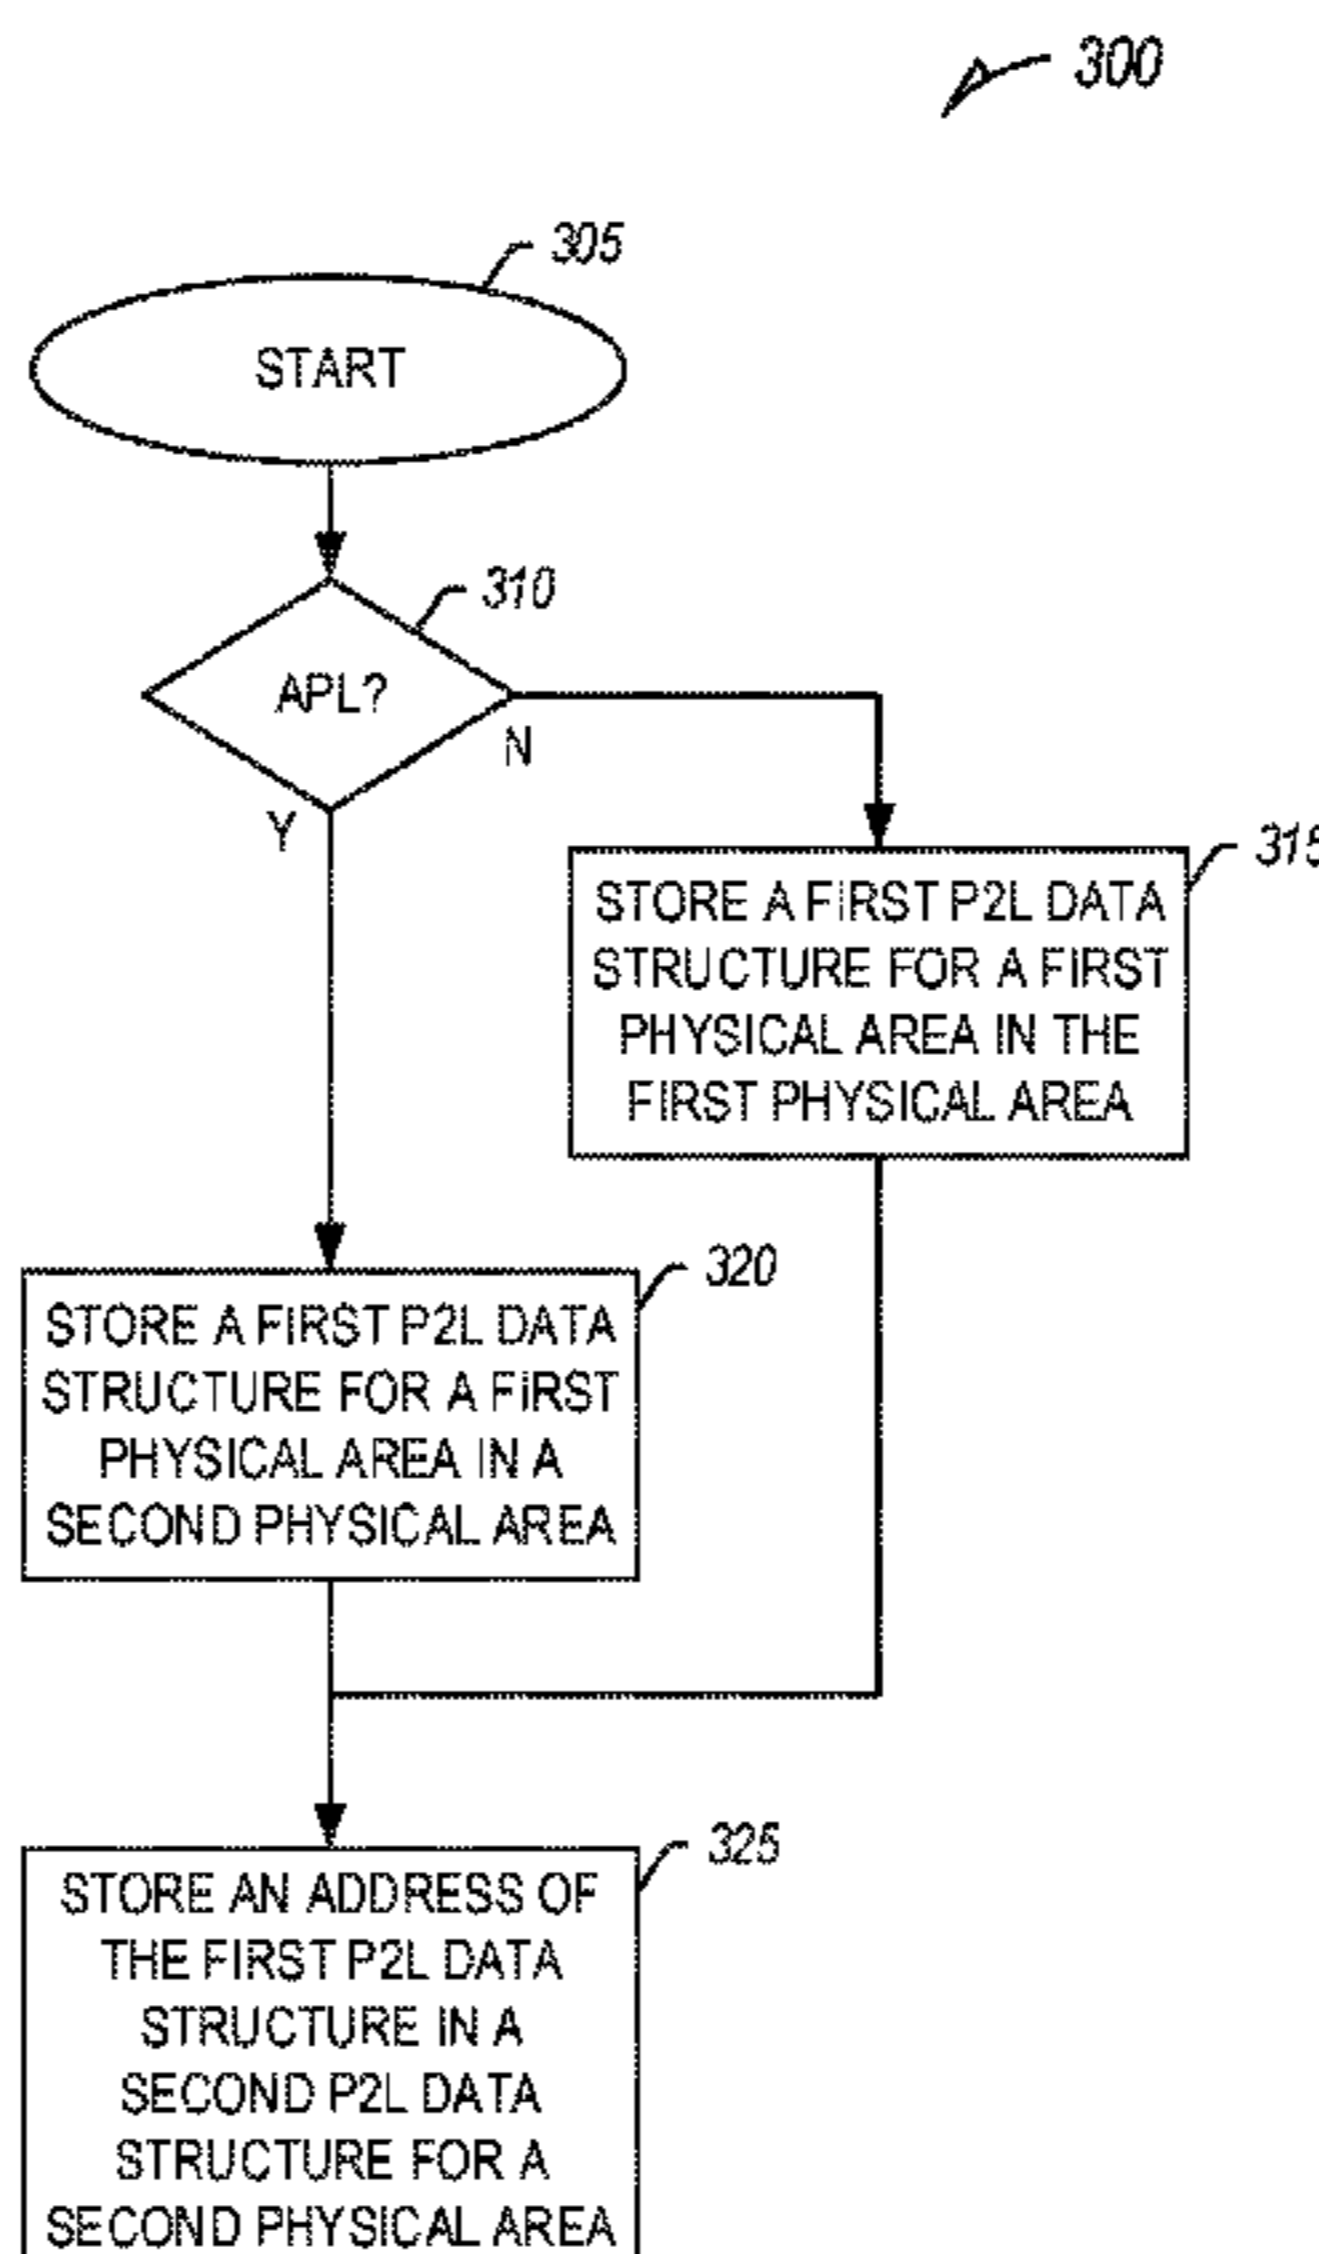 300
305
START
310
APL?
N
Y
315
STORE A FIRST P2L DATA
STRUCTURE FOR A FIRST
PHYSICAL AREA IN THE
FIRST PHYSICAL AREA
320
STORE A FIRST P2L DATA
STRUCTURE FOR A FIRST
PHYSICAL AREA IN A
SECOND PHYSICAL AREA
325
STORE AN ADDRESS OF
THE FIRST P2L DATA
STRUCTURE IN A
SECOND P2L DATA
STRUCTURE FOR A
SECOND PHYSICAL AREA